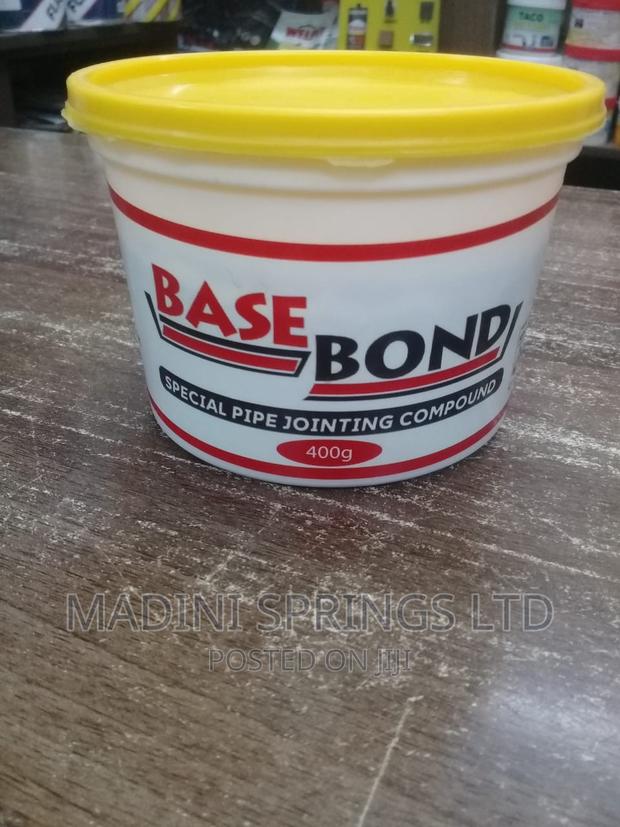 TACO
BASE
BOND
SPECIAL PIPE JOINTING COMPOUND
400g
MADINI SPRINGS LTD
POSTED ON JIJI